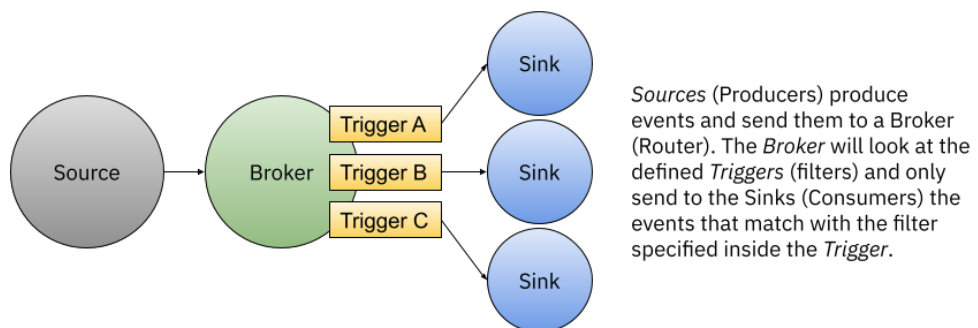 Source
Broker
Trigger A
Trigger B
Trigger C
Sink
Sink
Sink
Sources (Producers) produce
events and send them to a Broker
(Router). The Broker will look at the
defined Triggers (filters) and only
send to the Sinks (Consumers) the
events that match with the filter
specified inside the Trigger.